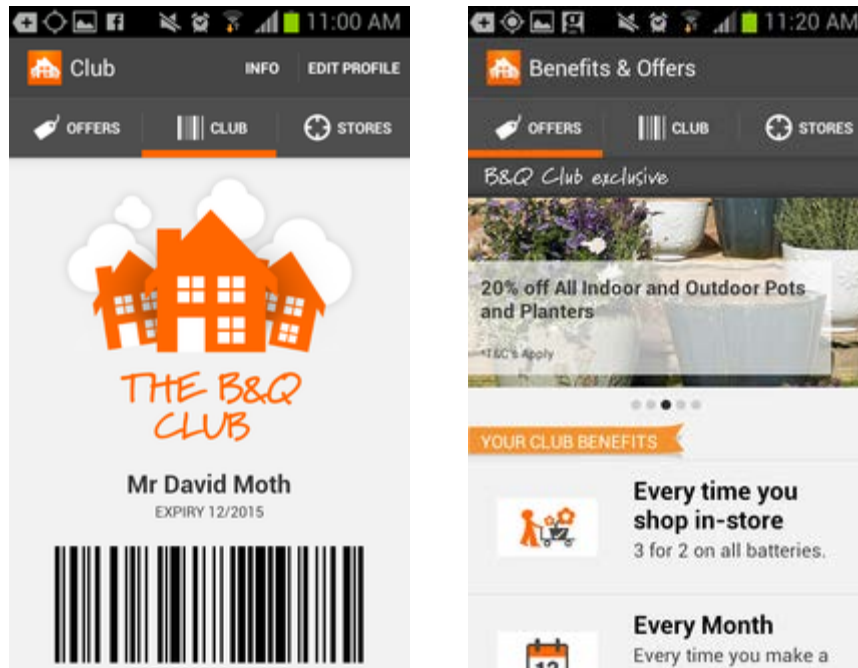 11:00 AM
Club
INFO
EDIT PROFILE
OFFERS
CLUB
STORES
THE B&Q
CLUB
Mr David Moth
EXPIRY 12/2015
11:20 AM
Benefits & Offers
OFFERS
CLUB
STORES
B&Q Club exclusive
20% off All Indoor and Outdoor Pots
and Planters
*T&C's Apply
YOUR CLUB BENEFITS
Every time you
shop in-store
3 for 2 on all batteries.
Every Month
Every time you make a
12